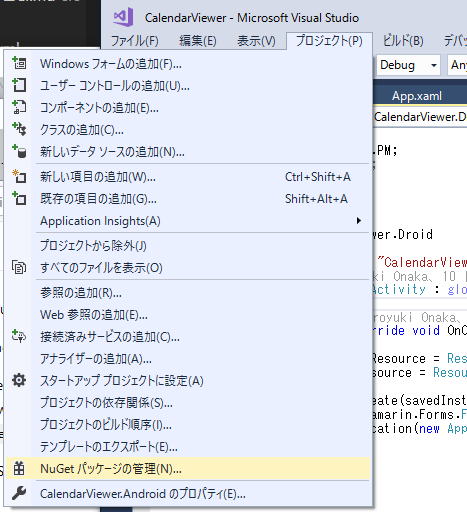 CalendarViewer - Microsoft Visual Studio
ファイル(F) 編集(E) 表示(V) プロジェクト(P) ビルド(B) デバッ
Debug Any
App.xaml
CalendarViewer.D
Windows フォームの追加(F)...
ユーザー コントロールの追加(U)...
コンポーネントの追加(E)...
クラスの追加(C)...
.PM;
新しいデータ ソースの追加(N)...
新しい項目の追加(W)... Ctrl+Shift+A
既存の項目の追加(G)... Shift+Alt+A
Application Insights(A)
wer.Droid
プロジェクトから除外(J)
"CalendarView
すべてのファイルを表示(O)
uki Onaka、10
Activity : glo
参照の追加(R)...
Web 参照の追加(E)...
royuki Onaka、
接続済みサービスの追加(C)...
rride void OnC
アナライザーの追加(A)...
Resource = Res
スタートアップ プロジェクトに設定(A)
source = Resou
プロジェクトの依存関係(S)...
eate(savedInst
プロジェクトのビルド順序(I)...
amarin.Forms.F
テンプレートのエクスポート(E)...
cation(new App
NuGet パッケージの管理(N)...
CalendarViewer.Android のプロパティ(E)...